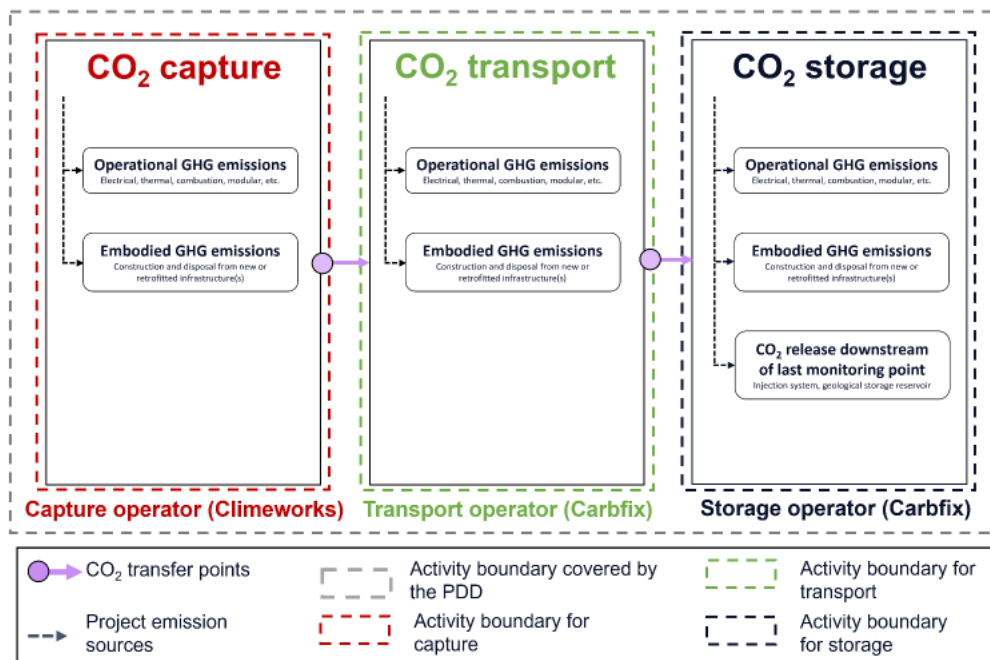 CO₂ capture
Operational GHG emissions
Electrical, thermal, combustion, modular, etc.
Embodied GHG emissions
Construction and disposal from new or
retrofitted infrastructure(s)
Capture operator (Climeworks)
CO₂ transport
Operational GHG emissions
Electrical, thermal, combustion, modular, etc.
Embodied GHG emissions
Construction and disposal from new or
retrofitted infrastructure(s)
Transport operator (Carbfix)
CO₂ storage
Operational GHG emissions
Electrical, thermal, combustion, modular, etc.
Embodied GHG emissions
Construction and disposal from new or
retrofitted infrastructure(s)
CO₂ release downstream
of last monitoring point
Injection system, geological storage reservoir
Storage operator (Carbfix)
CO₂ transfer points
Project emission
sources
Activity boundary covered by
the PDD
Activity boundary for
capture
Activity boundary for
transport
Activity boundary
for storage